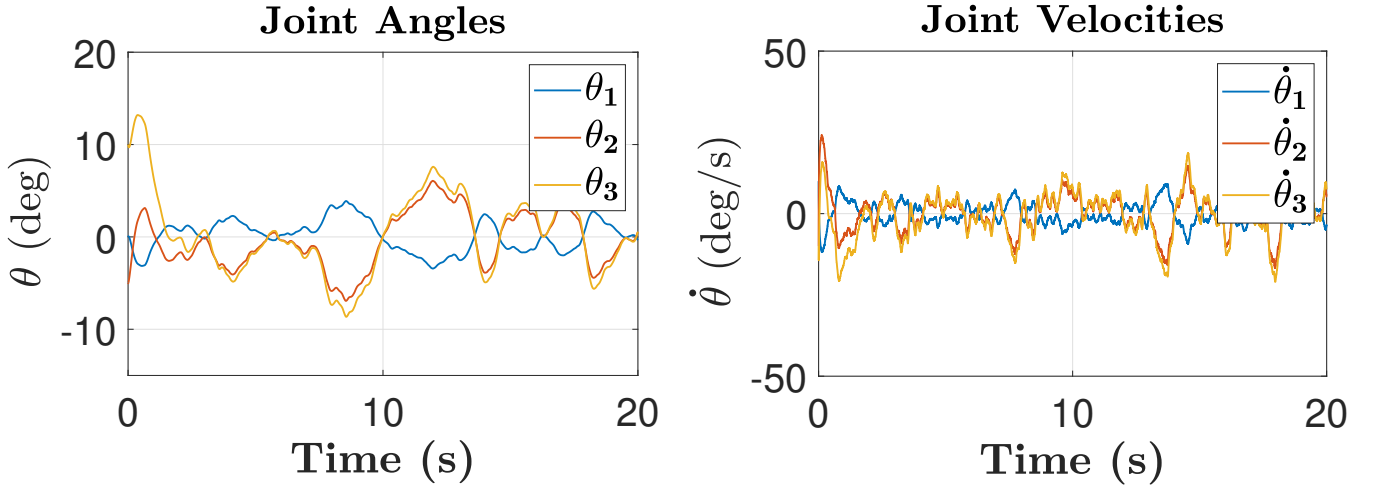 Joint Angles
θ (deg)
20
10
0
-10
0
10
20
Time (s)
θ₁
θ₂
θ₃
Joint Velocities
θ̇ (deg/s)
50
0
-50
0
10
20
Time (s)
θ̇₁
θ̇₂
θ̇₃